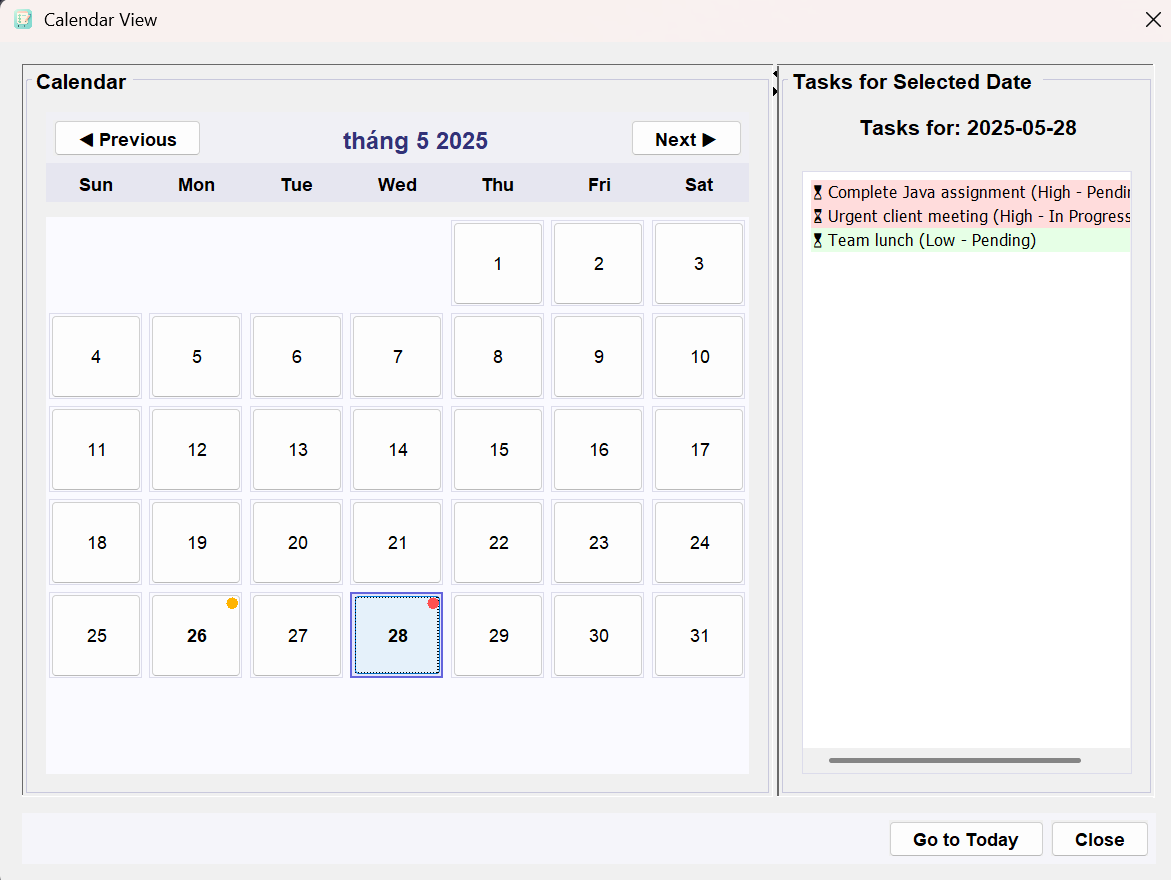 Calendar View
Calendar
◀ Previous
tháng 5 2025
Next ▶
Sun Mon Tue Wed Thu Fri Sat
1 2 3
4 5 6 7 8 9 10
11 12 13 14 15 16 17
18 19 20 21 22 23 24
25 26 27 28 29 30 31
Tasks for Selected Date
Tasks for: 2025-05-28
Complete Java assignment (High - Pendin
Urgent client meeting (High - In Progress
Team lunch (Low - Pending)
Go to Today
Close